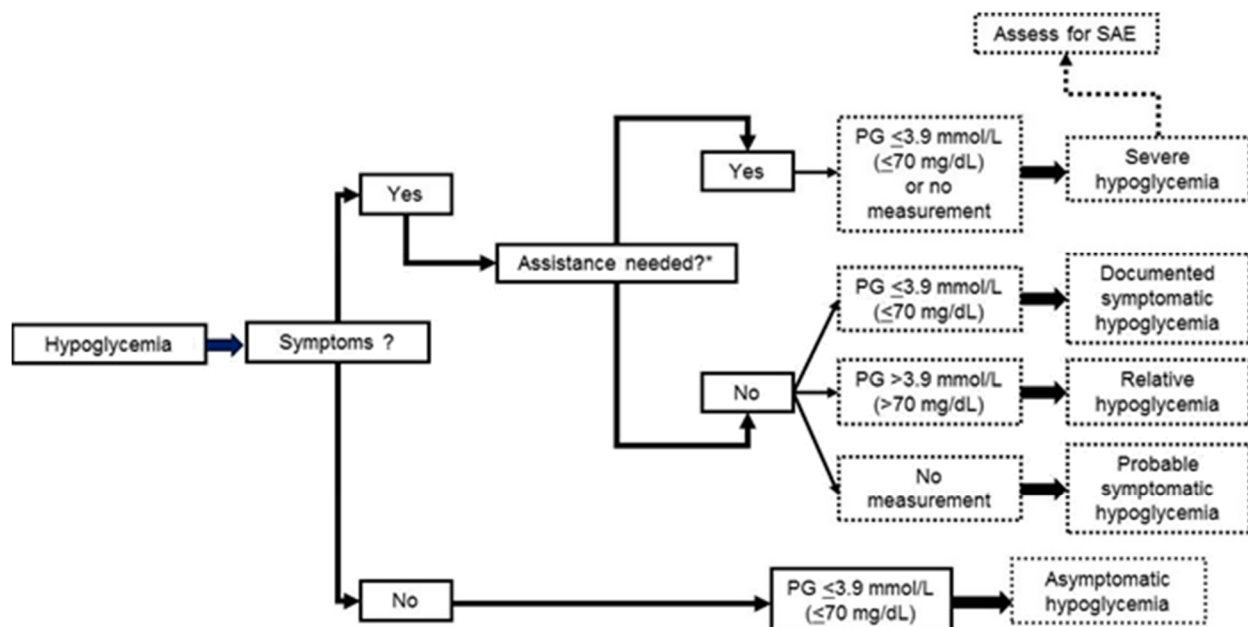 Assess for SAE
Yes
PG ≤3.9 mmol/L
(≤70 mg/dL)
or no
measurement
Severe
hypoglycemia
Yes
Assistance needed?*
PG ≤3.9 mmol/L
(≤70 mg/dL)
Documented
symptomatic
hypoglycemia
Hypoglycemia
Symptoms ?
No
PG >3.9 mmol/L
(>70 mg/dL)
Relative
hypoglycemia
No
measurement
Probable
symptomatic
hypoglycemia
No
PG ≤3.9 mmol/L
(≤70 mg/dL)
Asymptomatic
hypoglycemia